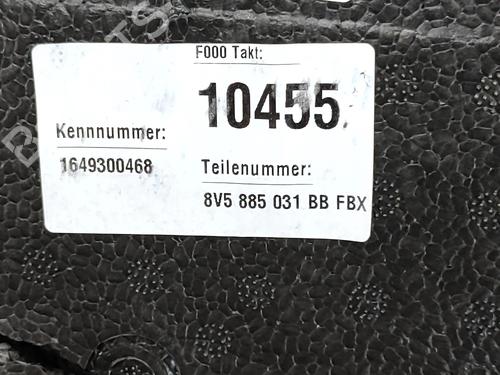 F000 Takt:
10455
Kennnummer:
1649300468
Teilenummer:
8V5 885 031 BB FBX